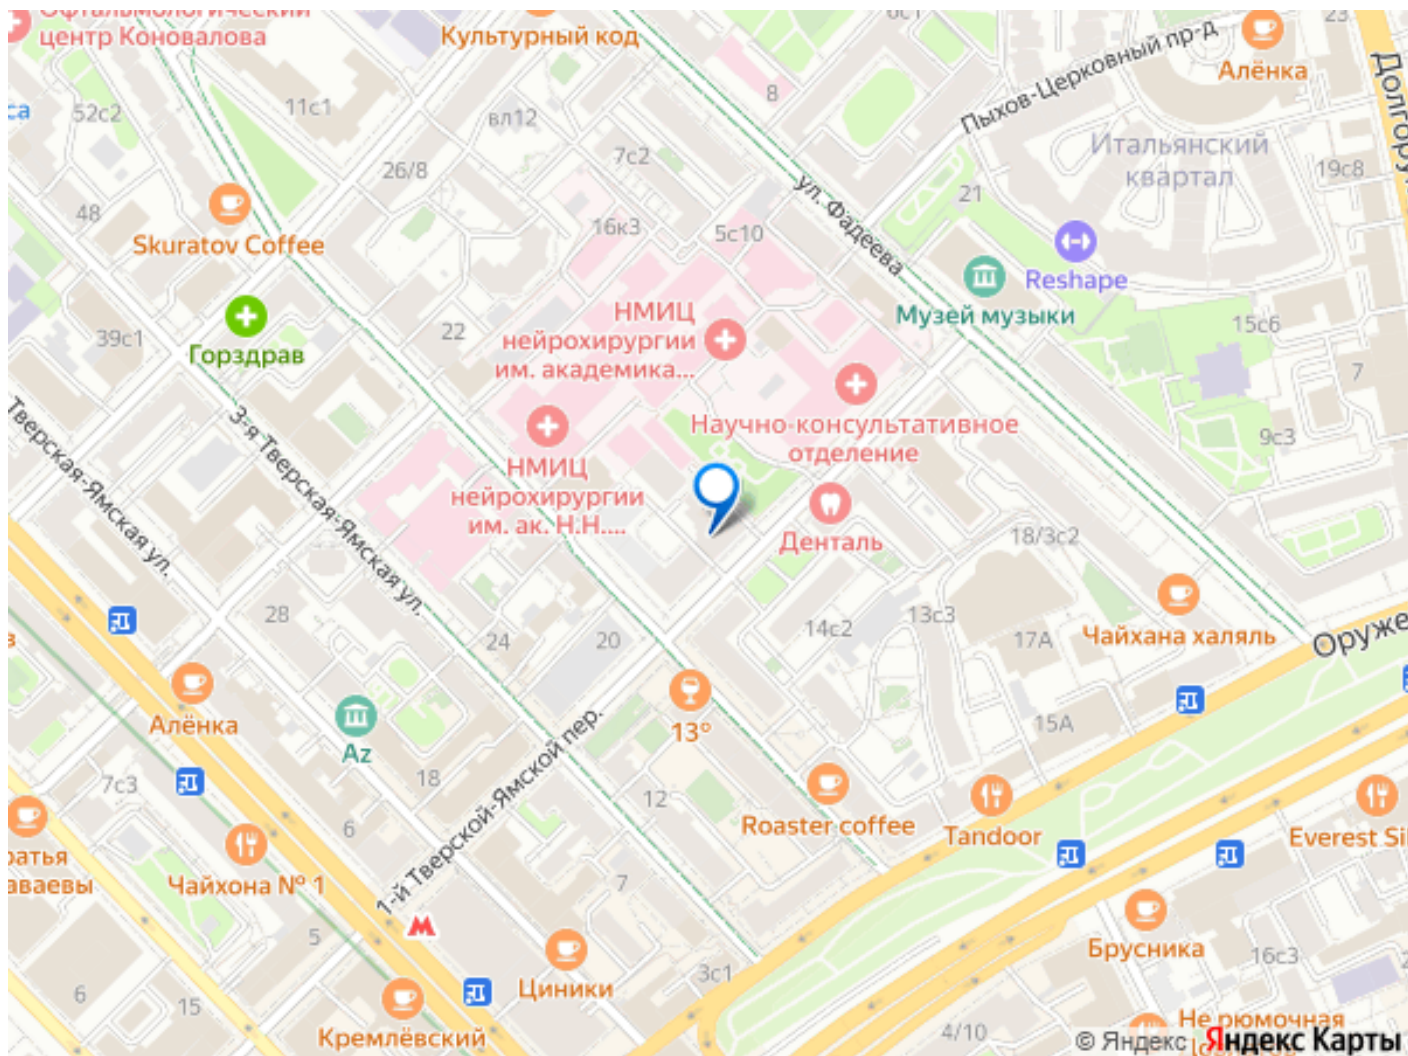 Офтальмологический
центр Коновалова
Культурный код
6с1
23
Алёнка
Пыхов-Церковный пр-д
52с2
11с1
вл12
8
Итальянский
квартал
19с8
7с2
26/8
21
ул. Фадеева
48
Skuratov Coffee
16к3
5с10
Reshape
Музей музыки
НМИЦ
нейрохирургии
им. академика...
22
39с1
Горздрав
15с6
7
9с3
Научно-консультативное
отделение
НМИЦ
нейрохирургии
им. ак. Н.Н....
3-я Тверская-Ямская ул.
Тверская-Ямская ул.
Денталь
18/3с2
28
24
20
14с2
13с3
17А
Чайхана халяль
Оруже
Алёнка
Az
13°
15А
7с3
18
12
1-й Тверской-Ямской пер.
Roaster coffee
Tandoor
6
Чайхона № 1
7
5
Брусника
16с3
Циники
3с1
6
15
Кремлёвский
4/10
Не рюмочная
© Яндекс Яндекс Карты